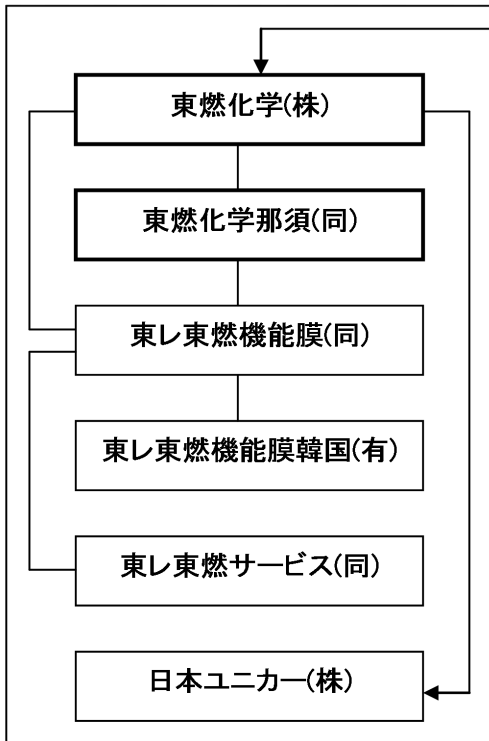 東燃化学(株)
東燃化学那須(同)
東レ東燃機能膜(同)
東レ東燃機能膜韓国(有)
東レ東燃サービス(同)
日本ユニカー(株)